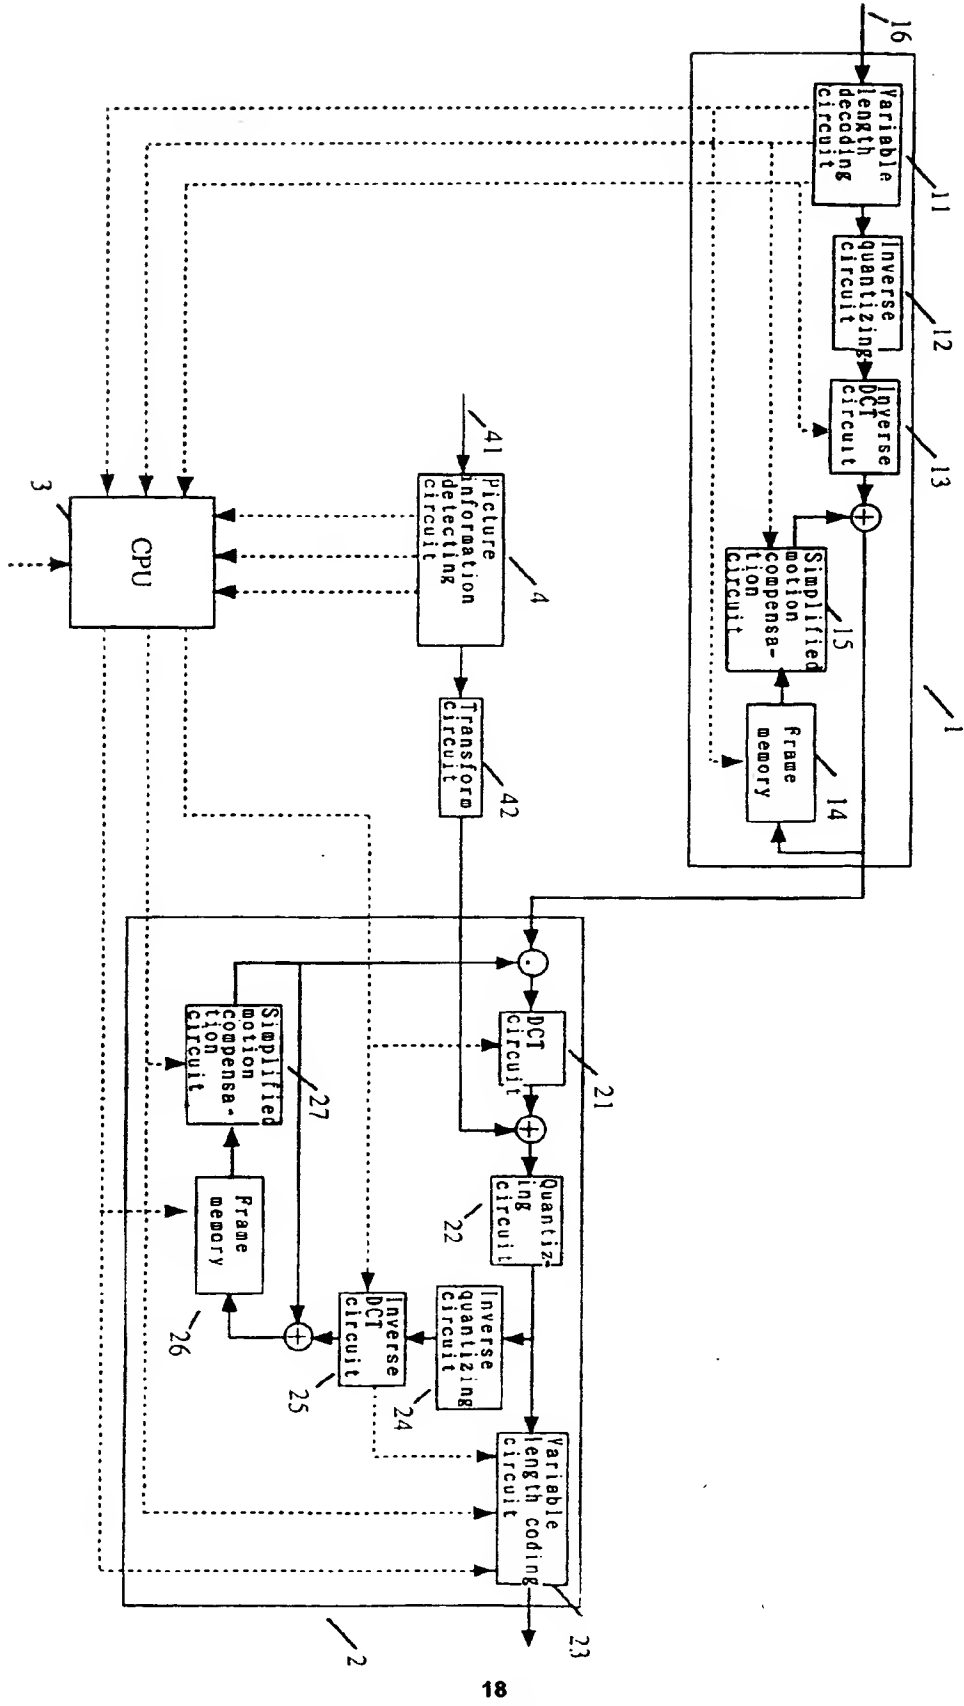 16
Variable
length
decoding
circuit
11
Inverse
quantizing
circuit
12
Inverse
DCT
circuit
13
Simplified
motion
compensa-
tion
circuit
15
Frame
memory
14
1
41
Picture
information
detecting
circuit
4
Transform
circuit
42
3
CPU
DCT
circuit
21
Quantiz-
ing
circuit
22
Simplified
motion
compensa-
tion
circuit
27
Frame
memory
26
Inverse
DCT
circuit
25
Inverse
quantizing
circuit
24
Variable
length coding
circuit
23
2
18